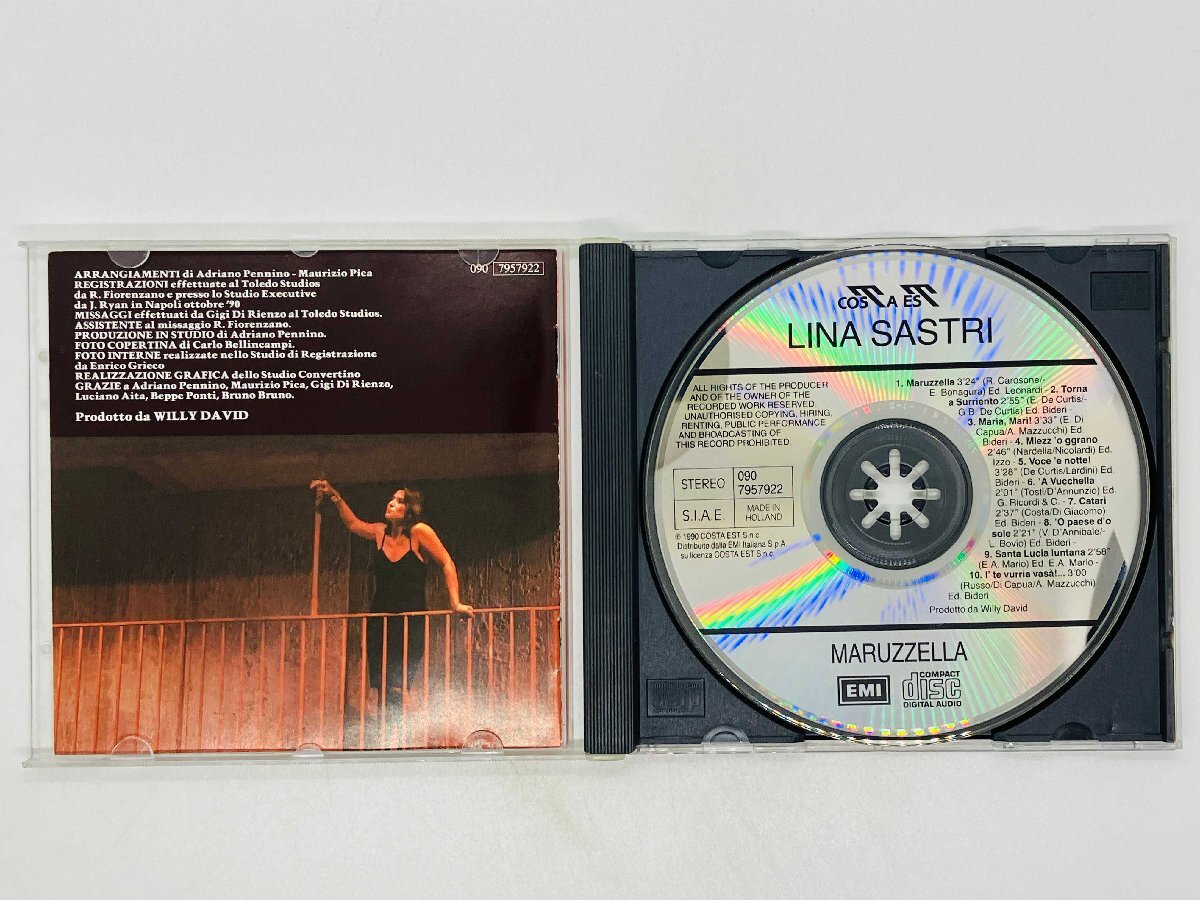 ARRANGIAMENTI di Adriano Pennino - Maurizio Pica
REGISTRAZIONI effettuate al Toledo Studios
da R. Fiorenzano e presso lo Studio Executive
da J. Ryan in Napoli ottobre '90
MISSAGGI effettuati da Gigi Di Rienzo al Toledo Studios.
ASSISTENTE al missaggio R. Fiorenzano.
PRODUZIONE IN STUDIO di Adriano Pennino.
FOTO COPERTINA di Carlo Bellincampi.
FOTO INTERNE realizzate nello Studio di Registrazione
da Enrico Grieco
REALIZZAZIONE GRAFICA dello Studio Convertino
GRAZIE a Adriano Pennino, Maurizio Pica, Gigi Di Rienzo,
Luciano Aita, Beppe Ponti, Bruno Bruno.
Prodotto da WILLY DAVID
090 7957922
COSTA EST
LINA SASTRI
ALL RIGHTS OF THE PRODUCER
AND OF THE OWNER OF THE
RECORDED WORK RESERVED.
UNAUTHORISED COPYING, HIRING,
RENTING, PUBLIC PERFORMANCE
AND BROADCASTING OF
THIS RECORD PROHIBITED.
STEREO
090
7957922
S.I.A.E.
MADE IN
HOLLAND
℗ 1990 COSTA EST S.n.c.
Distribuito dalla EMI Italiana S.p.A.
su licenza COSTA EST S.n.c.
1. Maruzzella 3'24" (R. Carosone/-
E. Bonagura) Ed. Leonardi - 2. Torna
a Surriento 2'55" (E. De Curtis/-
G.B. De Curtis) Ed. Bideri -
3. Maria, Mari! 3'33" (E. Di
Capua/A. Mazzucchi) Ed.
Bideri - 4. Miezz 'o ggrano
2'46" (Nardella/Nicolardi) Ed.
Izzo - 5. Voce 'e notte!
3'28" (De Curtis/Lardini) Ed.
Bideri - 6. 'A Vucchella
2'01" (Tosti/D'Annunzio) Ed.
G. Ricordi & C. - 7. Catari
2'37" (Costa/Di Giacomo) Ed.
Ed. Bideri - 8. 'O paese d'o
sole 2'21" (V. D'Annibale/-
L. Bovio) Ed. Bideri -
9. Santa Lucia luntana 2'58"
(E.A. Mario) Ed. E.A. Mario -
10. I' te vurria vasà!... 3'00
(Russo/Di Capua/A. Mazzucchi)
Ed. Bideri
Prodotto da Willy David
MARUZZELLA
EMI
COMPACT
disc
DIGITAL AUDIO